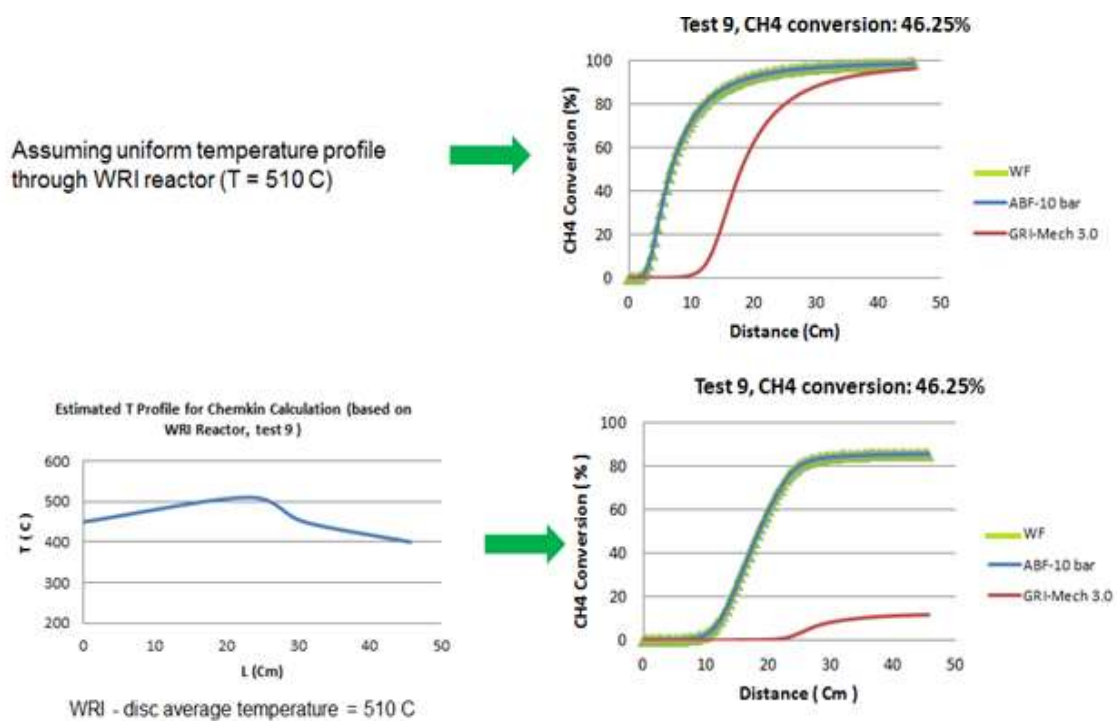 Test 9, CH4 conversion: 46.25%
Assuming uniform temperature profile
through WRI reactor (T = 510 C)
CH4 Conversion (%)
100
80
60
40
20
0
0 10 20 30 40 50
Distance (Cm)
WF
ABF-10 bar
GRI-Mech 3.0
Estimated T Profile for Chemkin Calculation (based on
WRI Reactor, test 9 )
T ( C )
600
500
400
300
200
0 10 20 30 40 50
L (Cm)
WRI - disc average temperature = 510 C
Test 9, CH4 conversion: 46.25%
CH4 Conversion ( % )
100
80
60
40
20
0
0 10 20 30 40 50
Distance ( Cm )
WF
ABF-10 bar
GRI-Mech 3.0